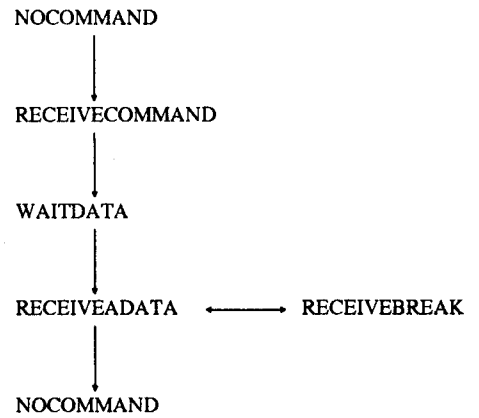 NOCOMMAND
RECEIVECOMMAND
WAITDATA
RECEIVEADATA
RECEIVEBREAK
NOCOMMAND